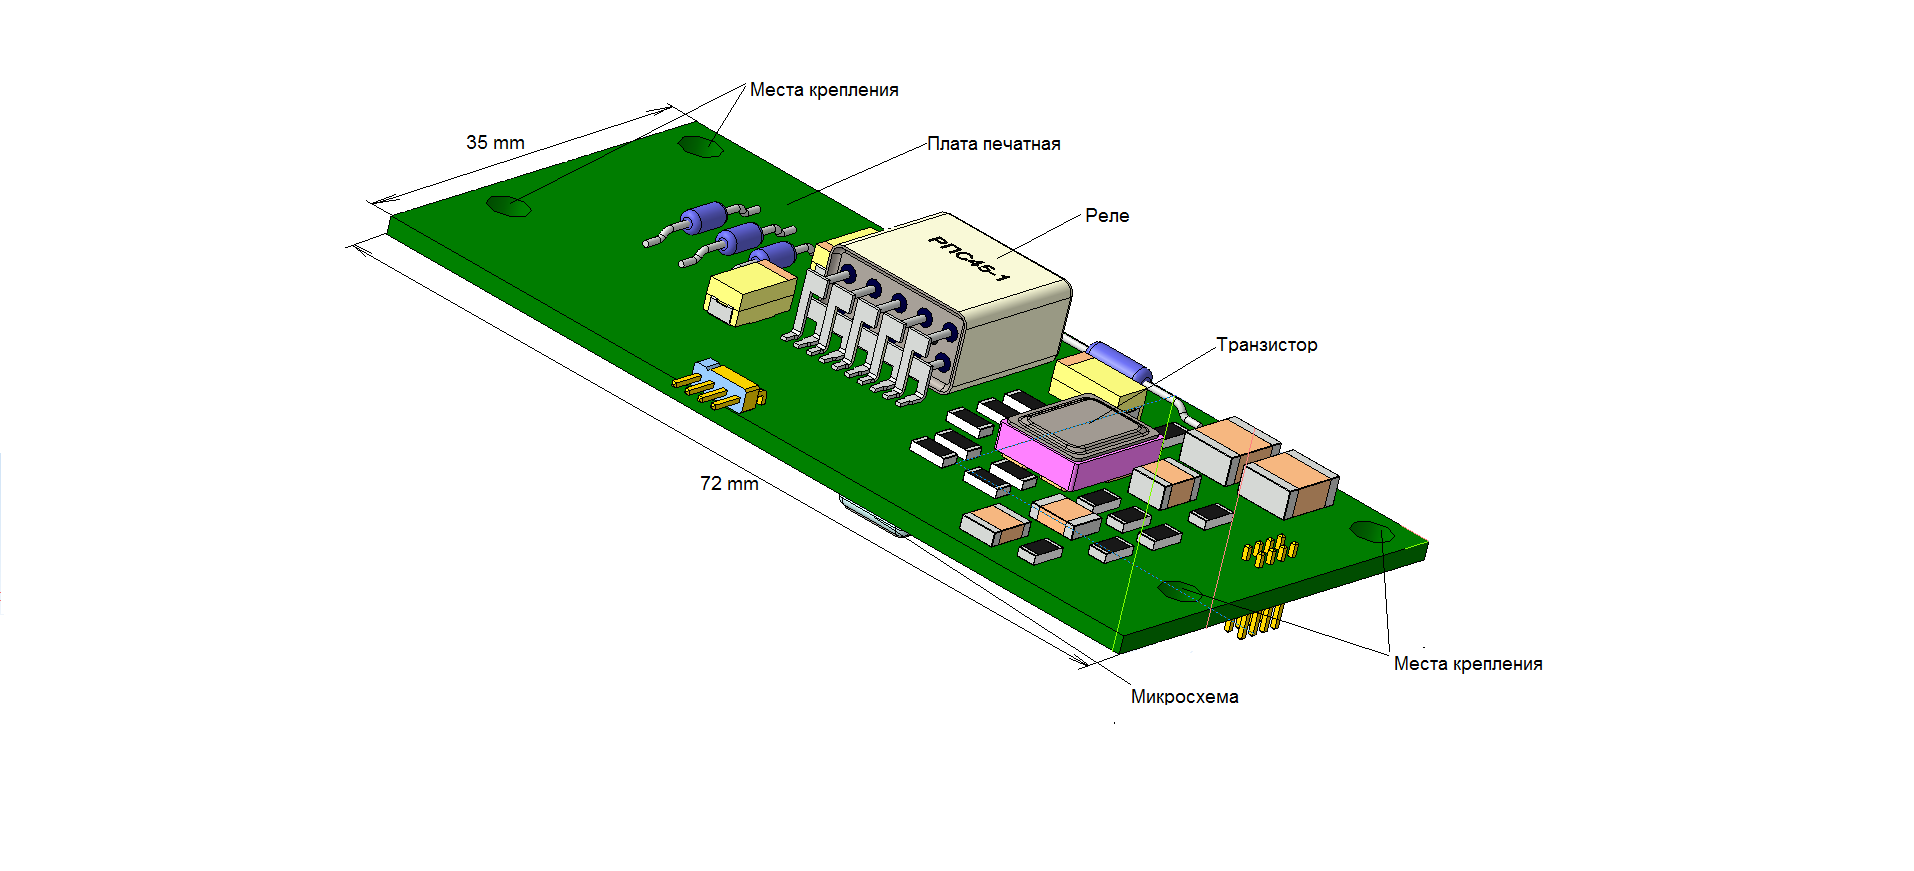 Места крепления
35 mm
Плата печатная
Реле
РПС45-1
Транзистор
72 mm
Места крепления
Микросхема